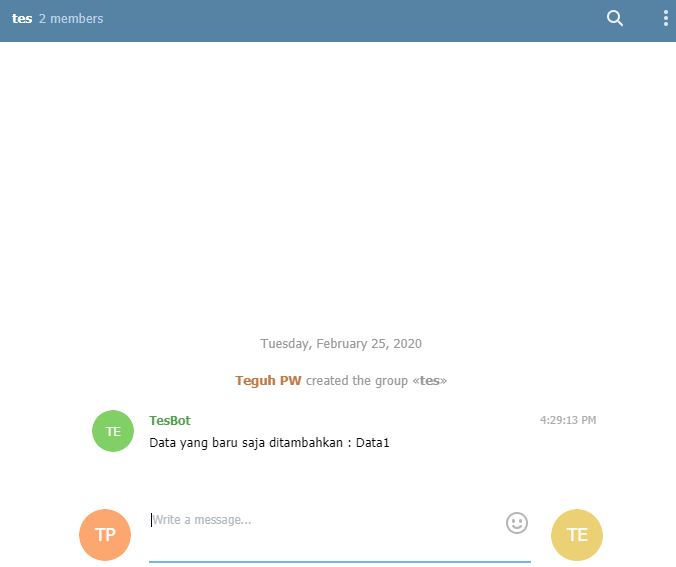 tes 2 members
Tuesday, February 25, 2020
Teguh PW created the group «tes»
TE
TesBot 4:29:13 PM
Data yang baru saja ditambahkan : Data1
TP
Write a message...
TE